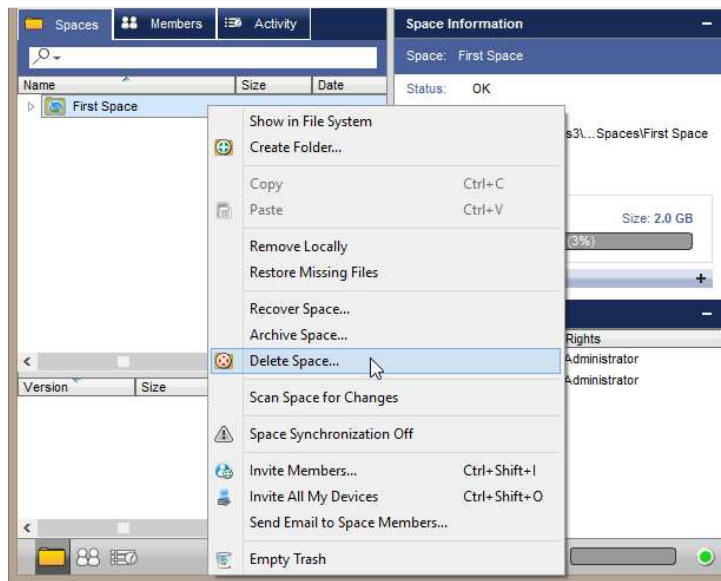 Spaces Members Activity
Name Size Date
First Space
Version Size
Show in File System
Create Folder...
Copy Ctrl+C
Paste Ctrl+V
Remove Locally
Restore Missing Files
Recover Space...
Archive Space...
Delete Space...
Scan Space for Changes
Space Synchronization Off
Invite Members... Ctrl+Shift+I
Invite All My Devices Ctrl+Shift+O
Send Email to Space Members...
Empty Trash
Space Information
Space: First Space
Status: OK
s3\...Spaces\First Space
Size: 2.0 GB
(3%)
Rights
Administrator
Administrator